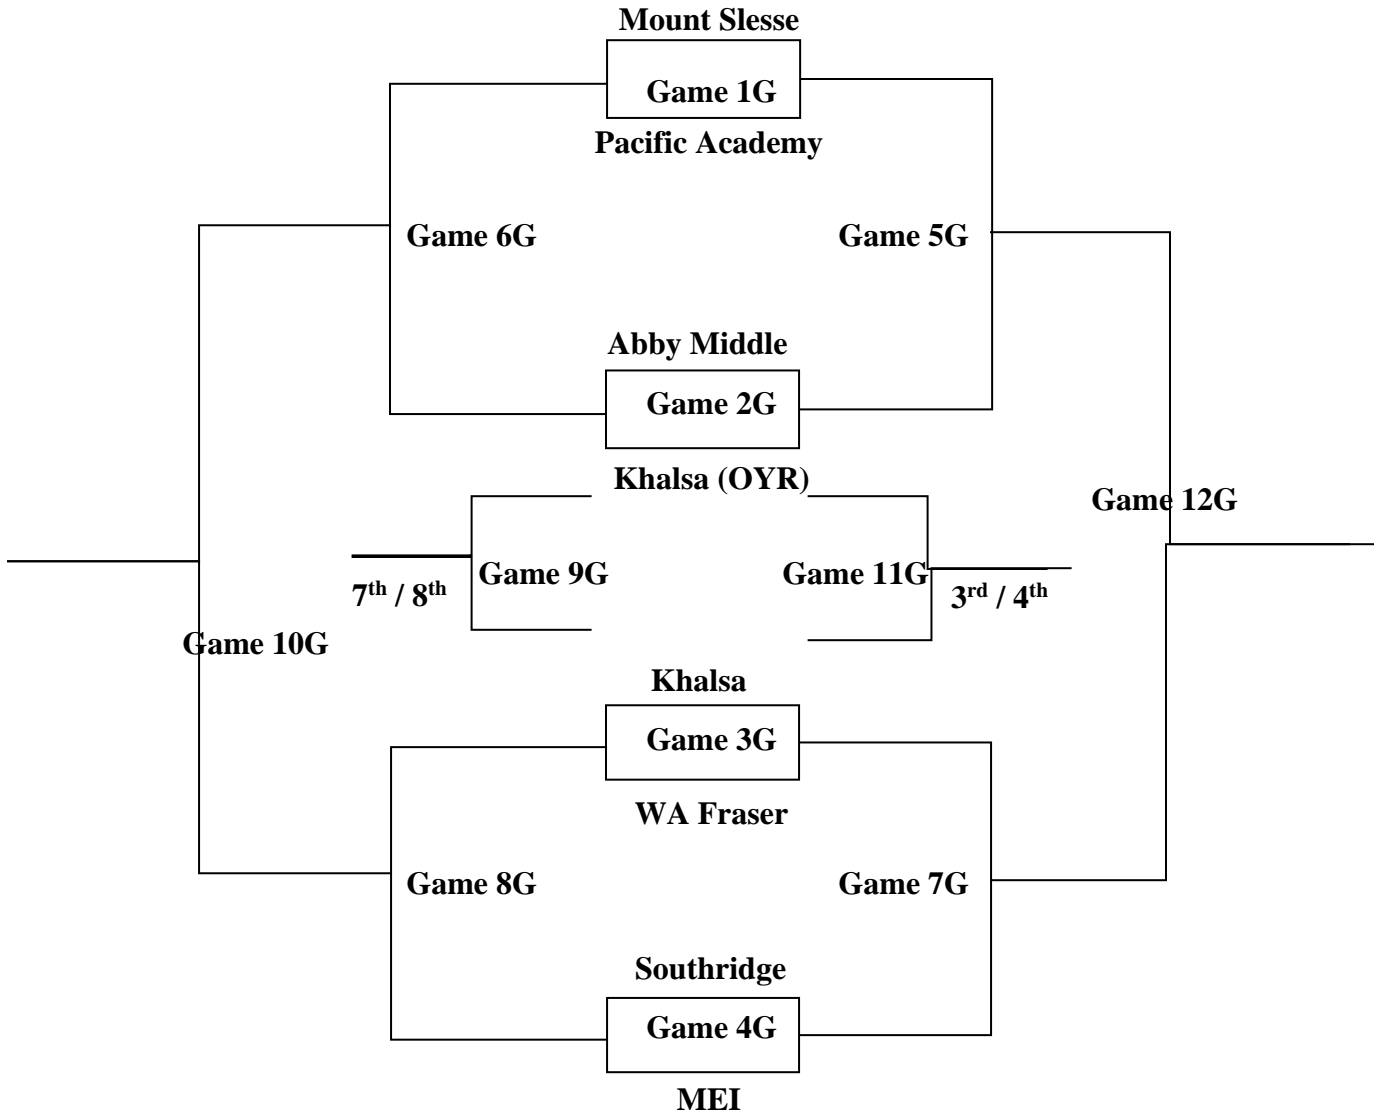 Mount Slesse
Game 1G
Pacific Academy
Game 6G
Game 5G
Abby Middle
Game 2G
Khalsa (OYR)
Game 12G
Game 9G
Game 11G
7th / 8th
3rd / 4th
Game 10G
Khalsa
Game 3G
WA Fraser
Game 8G
Game 7G
Southridge
Game 4G
MEI